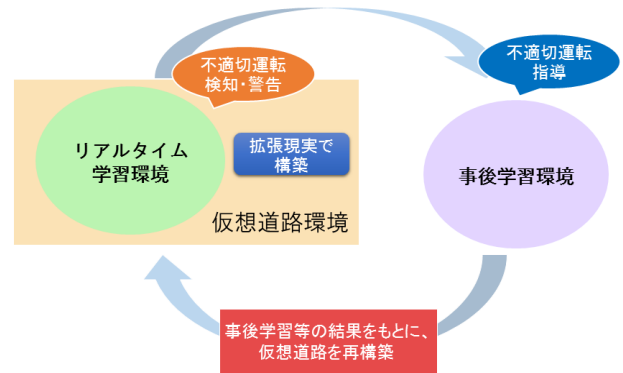 不適切運転
検知・警告
不適切運転
指導
リアルタイム
学習環境
拡張現実で
構築
仮想道路環境
事後学習環境
事後学習等の結果をもとに、
仮想道路を再構築